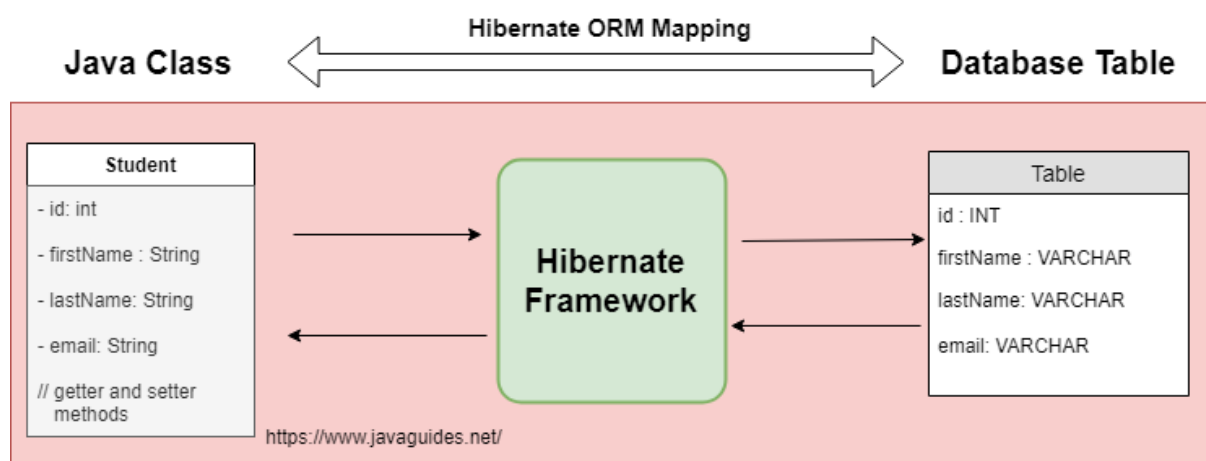 Hibernate ORM Mapping
Java Class
Database Table
Student
- id: int
- firstName : String
- lastName: String
- email: String
// getter and setter
methods
Hibernate
Framework
Table
id : INT
firstName : VARCHAR
lastName: VARCHAR
email: VARCHAR
https://www.javaguides.net/